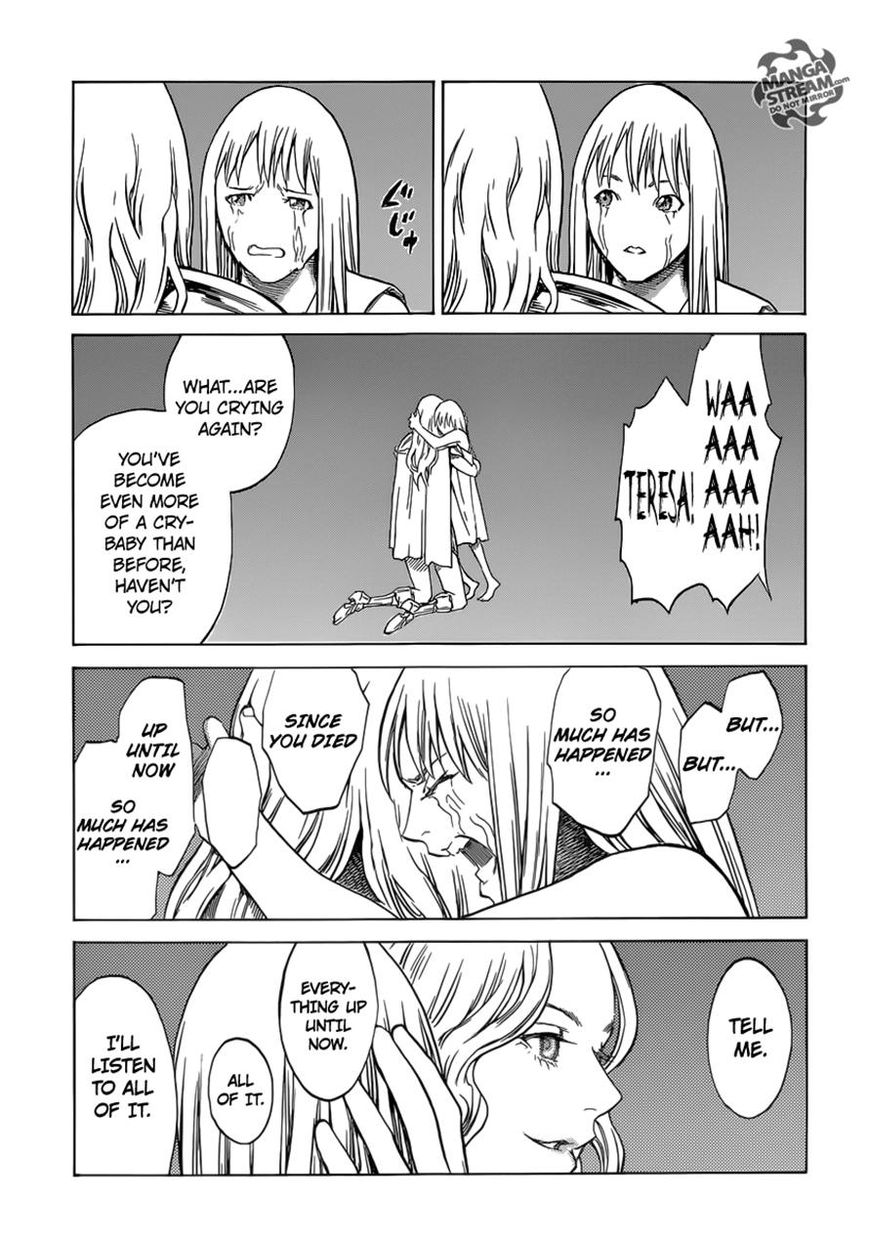 MANGA
STREAM.com
DO NOT MIRROR
ぐじゅ
WAA
AAA
AAA
AAH!
TERESA!
WHAT...ARE
YOU CRYING
AGAIN?
YOU'VE
BECOME
EVEN MORE
OF A CRY-
BABY THAN
BEFORE,
HAVEN'T
YOU?
BUT...
BUT...
SO
MUCH HAS
HAPPENED
...
SINCE
YOU DIED
UP
UNTIL
NOW
SO
MUCH HAS
HAPPENED
...
TELL
ME.
EVERY-
THING UP
UNTIL
NOW.
ALL
OF IT.
I'LL
LISTEN
TO ALL
OF IT.